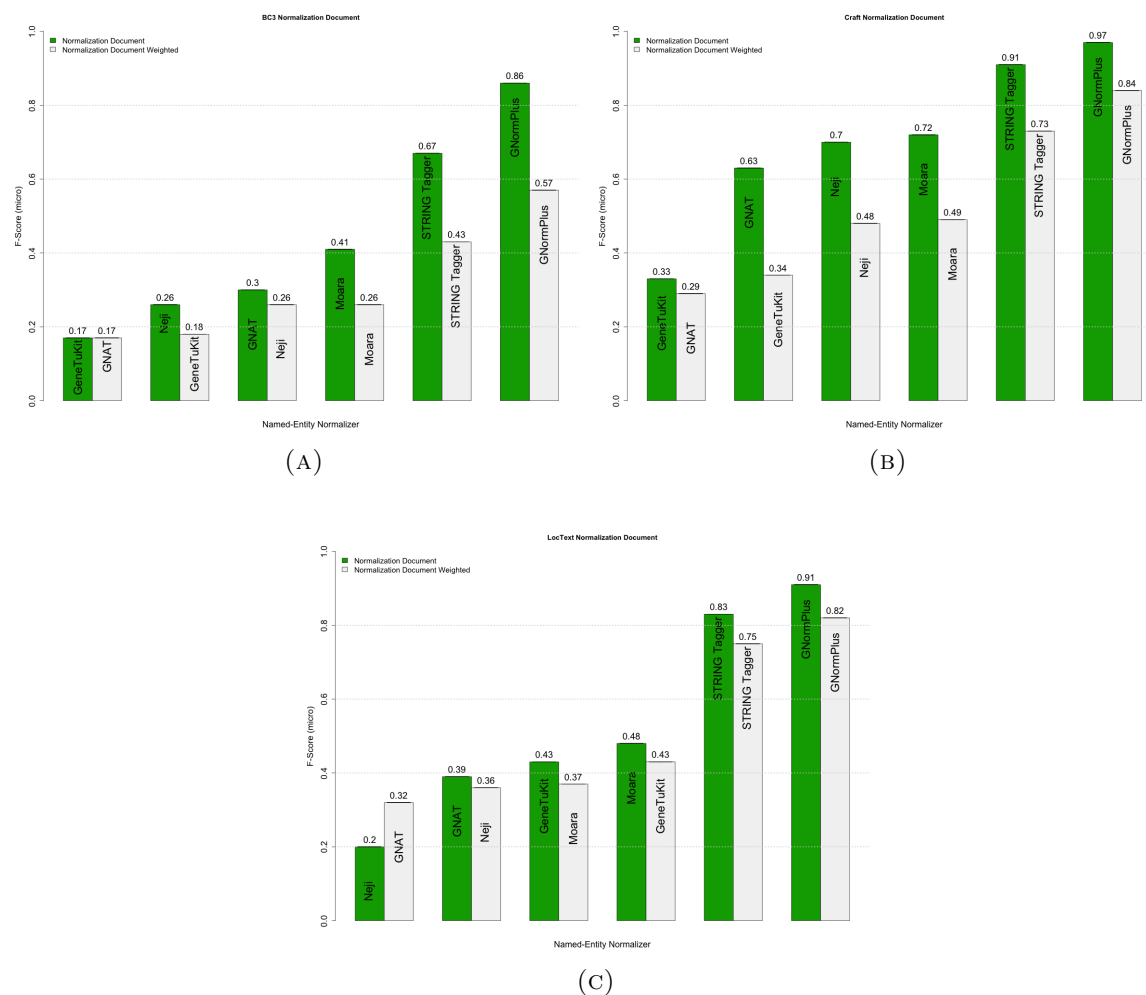 BC3 Normalization Document
Normalization Document
Normalization Document Weighted
F-Score (micro)
0.0
0.2
0.4
0.6
0.8
1.0
0.17
0.17
0.26
0.18
0.3
0.26
0.41
0.26
0.67
0.43
0.86
0.57
GeneTuKit
GNAT
Neji
GeneTuKit
GNAT
Neji
Moara
Moara
STRING Tagger
STRING Tagger
GNormPlus
GNormPlus
Named-Entity Normalizer
(A)
Craft Normalization Document
Normalization Document
Normalization Document Weighted
F-Score (micro)
0.0
0.2
0.4
0.6
0.8
1.0
0.33
0.29
0.63
0.34
0.7
0.48
0.72
0.49
0.91
0.73
0.97
0.84
GeneTuKit
GNAT
GNAT
GeneTuKit
Neji
Neji
Moara
Moara
STRING Tagger
STRING Tagger
GNormPlus
GNormPlus
Named-Entity Normalizer
(B)
LocText Normalization Document
Normalization Document
Normalization Document Weighted
F-Score (micro)
0.0
0.2
0.4
0.6
0.8
1.0
0.2
0.32
0.39
0.36
0.43
0.37
0.48
0.43
0.83
0.75
0.91
0.82
Neji
GNAT
GNAT
Neji
GeneTuKit
Moara
Moara
GeneTuKit
STRING Tagger
STRING Tagger
GNormPlus
GNormPlus
Named-Entity Normalizer
(C)